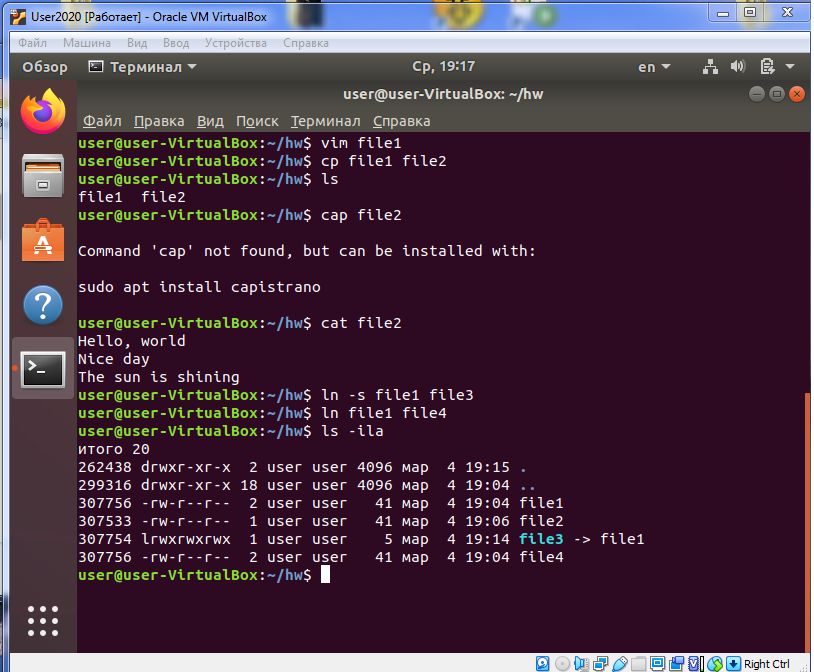 User2020 [Работает] - Oracle VM VirtualBox
Файл Машина Вид Ввод Устройства Справка
Обзор Терминал Ср, 19:17 en
user@user-VirtualBox: ~/hw
Файл Правка Вид Поиск Терминал Справка
user@user-VirtualBox:~/hw$ vim file1
user@user-VirtualBox:~/hw$ cp file1 file2
user@user-VirtualBox:~/hw$ ls
file1  file2
user@user-VirtualBox:~/hw$ cap file2
Command 'cap' not found, but can be installed with:
sudo apt install capistrano
user@user-VirtualBox:~/hw$ cat file2
Hello, world
Nice day
The sun is shining
user@user-VirtualBox:~/hw$ ln -s file1 file3
user@user-VirtualBox:~/hw$ ln file1 file4
user@user-VirtualBox:~/hw$ ls -ila
итого 20
262438 drwxr-xr-x  2 user user 4096 мар  4 19:15 .
299316 drwxr-xr-x 18 user user 4096 мар  4 19:04 ..
307756 -rw-r--r--  2 user user   41 мар  4 19:04 file1
307533 -rw-r--r--  1 user user   41 мар  4 19:06 file2
307754 lrwxrwxrwx  1 user user    5 мар  4 19:14 file3 -> file1
307756 -rw-r--r--  2 user user   41 мар  4 19:04 file4
user@user-VirtualBox:~/hw$
Right Ctrl